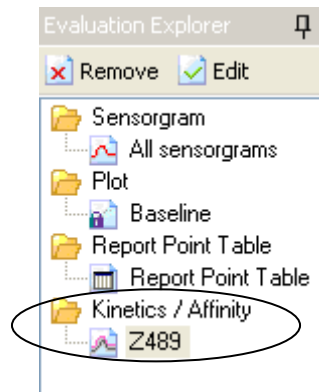 Evaluation Explorer
Remove Edit
Sensorgram
All sensorgrams
Plot
Baseline
Report Point Table
Report Point Table
Kinetics / Affinity
Z489